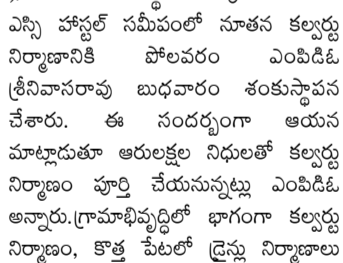 ఎస్సి హాస్టల్ సమీపంలో నూతన కల్వర్టు
నిర్మాణానికి పోలవరం ఎంపిడిఓ
శ్రీనివాసరావు బుధవారం శంకుస్థాపన
చేశారు. ఈ సందర్భంగా ఆయన
మాట్లాడుతూ ఆరులక్షల నిధులతో కల్వర్టు
నిర్మాణం పూర్తి చేయనున్నట్లు ఎంపిడిఓ
అన్నారు.గ్రామాభివృద్ధిలో భాగంగా కల్వర్టు
నిర్మాణం, కొత్త పేటలో డ్రైన్లు నిర్మాణాలు